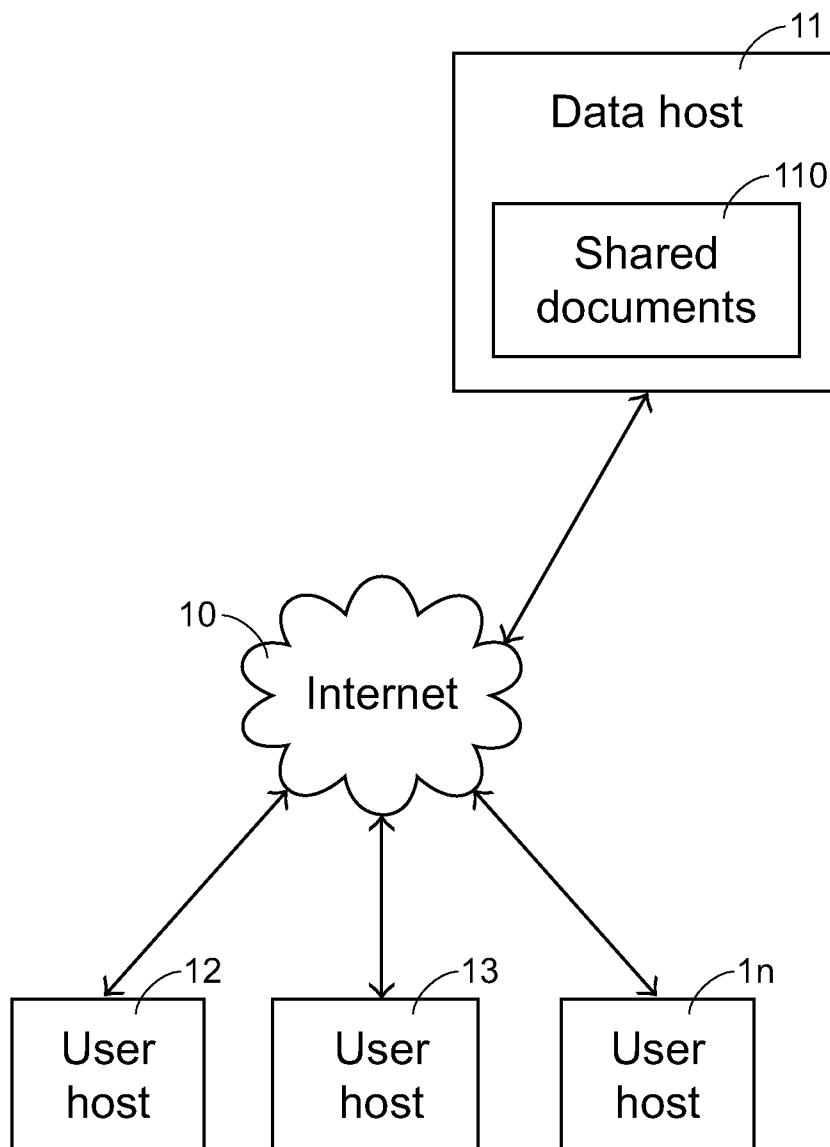 11
Data host
110
Shared
documents
10
Internet
12
13
1n
User
host
User
host
User
host